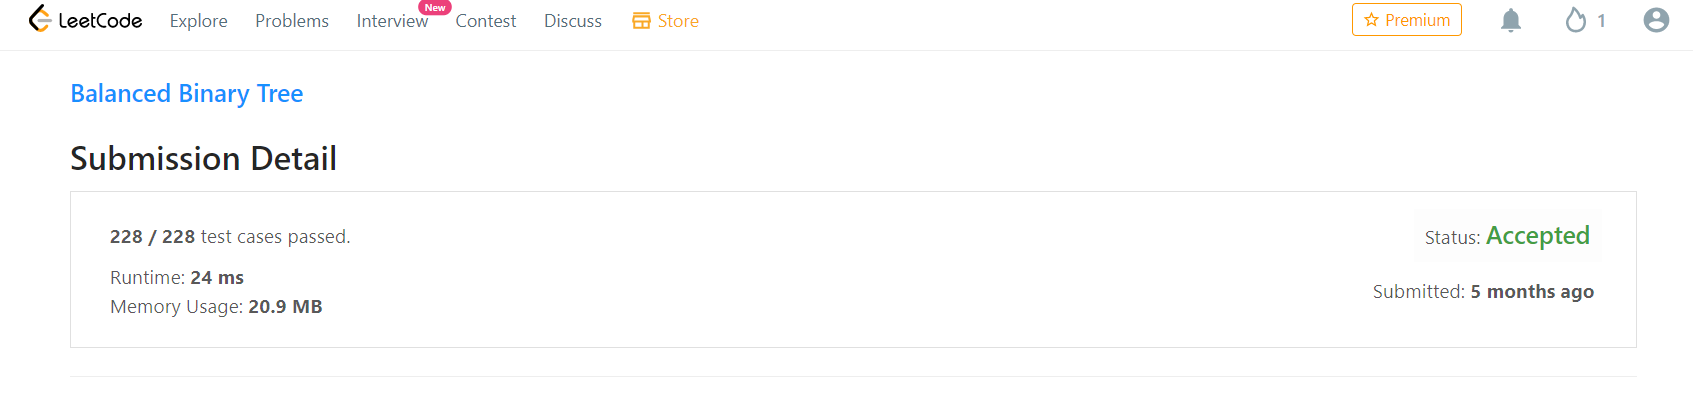 LeetCode Explore Problems Interview New Contest Discuss Store Premium 1
Balanced Binary Tree
Submission Detail
228 / 228 test cases passed.
Status: Accepted
Runtime: 24 ms
Submitted: 5 months ago
Memory Usage: 20.9 MB